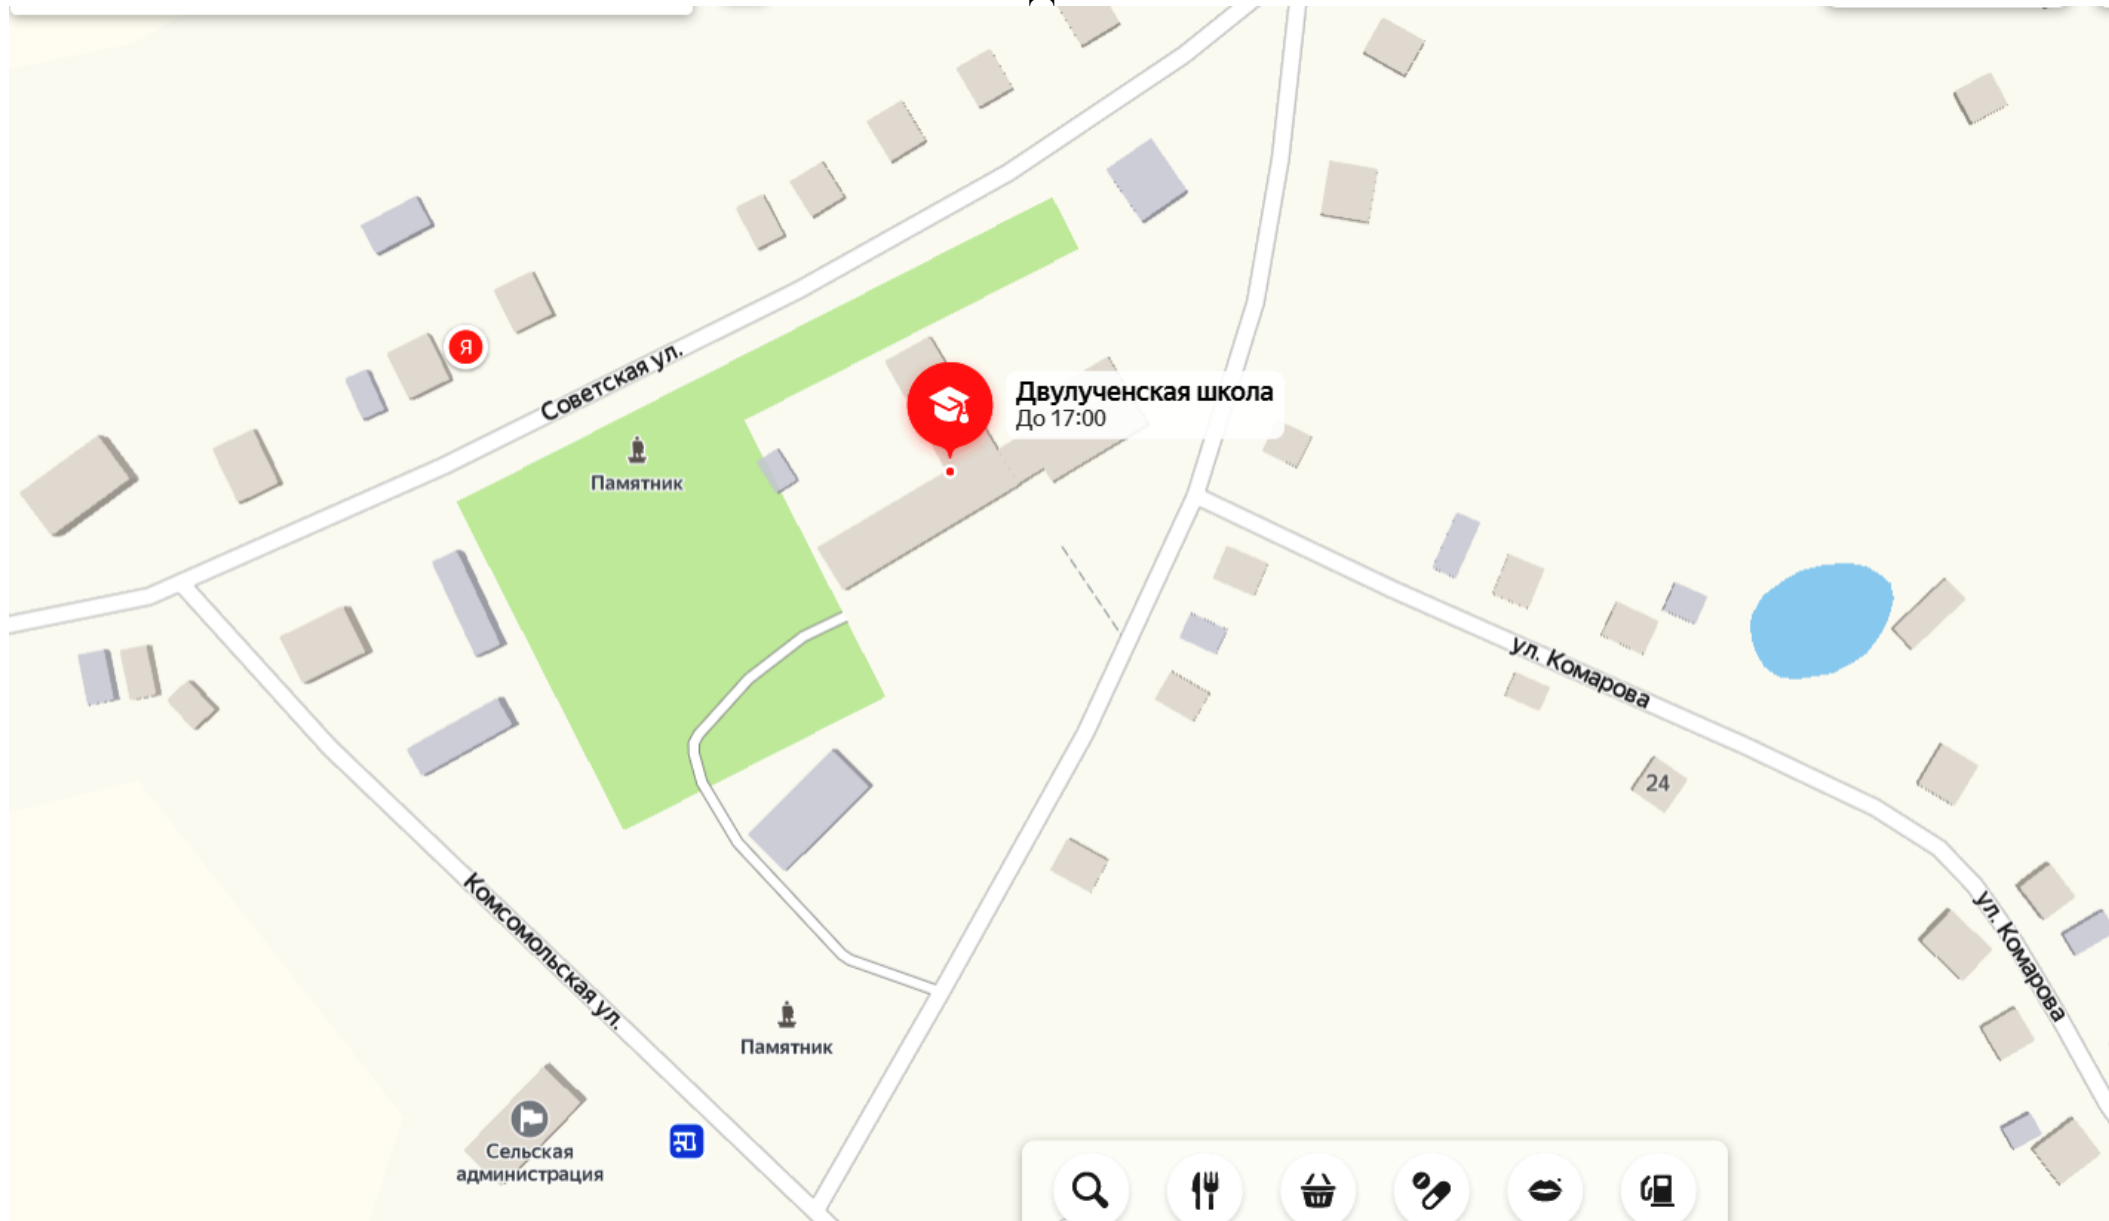 Я
Советская ул.
Двулученская школа
До 17:00
Памятник
ул. Комарова
24
Комсомольская ул.
ул. Комарова
Памятник
Сельская
администрация